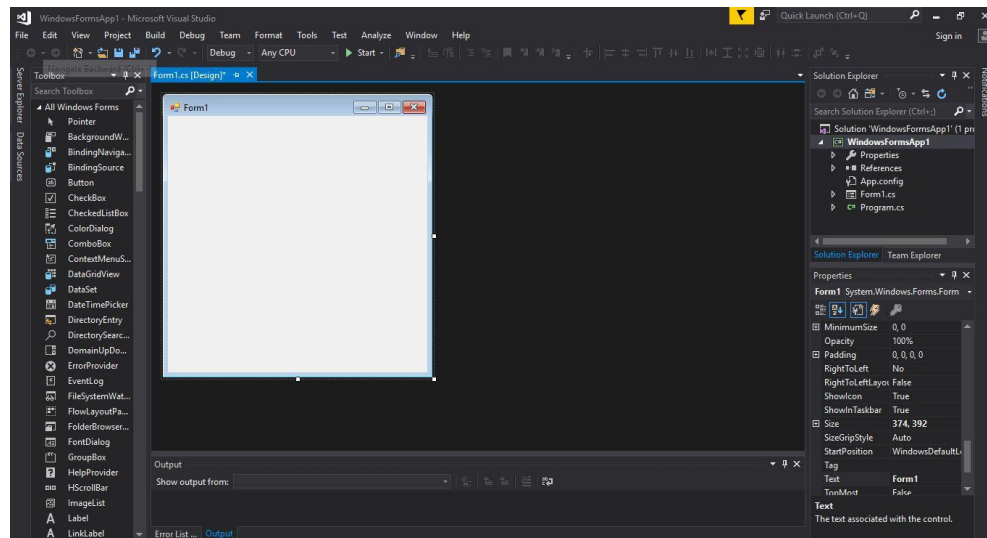 WindowsFormsApp1 - Microsoft Visual Studio
Quick Launch (Ctrl+Q)
File Edit View Project Build Debug Team Format Tools Test Analyze Window Help
Sign in
Debug Any CPU Start
Server Explorer
Data Sources
Toolbox
Navigate Backward (Ctrl+
Search Toolbox
All Windows Forms
Pointer
BackgroundW...
BindingNaviga...
BindingSource
Button
CheckBox
CheckedListBox
ColorDialog
ComboBox
ContextMenuS...
DataGridView
DataSet
DateTimePicker
DirectoryEntry
DirectorySearc...
DomainUpDo...
ErrorProvider
EventLog
FileSystemWat...
FlowLayoutPa...
FolderBrowser...
FontDialog
GroupBox
HelpProvider
HScrollBar
ImageList
Label
LinkLabel
Form1.cs [Design]*
Form1
Output
Show output from:
Error List ... Output
Solution Explorer
Search Solution Explorer (Ctrl+;)
Solution 'WindowsFormsApp1' (1 pro
WindowsFormsApp1
Properties
References
App.config
Form1.cs
C# Program.cs
Solution Explorer Team Explorer
Properties
Form1 System.Windows.Forms.Form
MinimumSize 0, 0
Opacity 100%
Padding 0, 0, 0, 0
RightToLeft No
RightToLeftLayou False
ShowIcon True
ShowInTaskbar True
Size 374, 392
SizeGripStyle Auto
StartPosition WindowsDefaultLo
Tag
Text Form1
TopMost False
Text
The text associated with the control.
Notifications